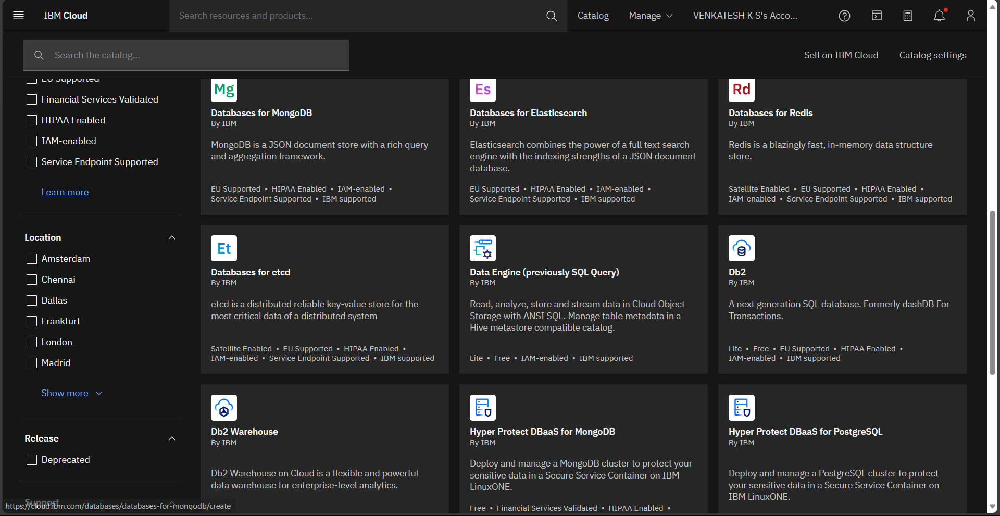 IBM Cloud
Search resources and products...
Catalog
Manage
VENKATESH K S's Acco...
Search the catalog...
Sell on IBM Cloud
Catalog settings
EU Supported
Financial Services Validated
HIPAA Enabled
IAM-enabled
Service Endpoint Supported
Learn more
Location
Amsterdam
Chennai
Dallas
Frankfurt
London
Madrid
Show more
Release
Deprecated
Support
Mg
Databases for MongoDB
By IBM
MongoDB is a JSON document store with a rich query
and aggregation framework.
EU Supported • HIPAA Enabled • IAM-enabled •
Service Endpoint Supported • IBM supported
Es
Databases for Elasticsearch
By IBM
Elasticsearch combines the power of a full text search
engine with the indexing strengths of a JSON document
database.
EU Supported • HIPAA Enabled • IAM-enabled •
Service Endpoint Supported • IBM supported
Rd
Databases for Redis
By IBM
Redis is a blazingly fast, in-memory data structure
store.
Satellite Enabled • EU Supported • HIPAA Enabled •
IAM-enabled • Service Endpoint Supported • IBM supported
Et
Databases for etcd
By IBM
etcd is a distributed reliable key-value store for the
most critical data of a distributed system
Satellite Enabled • EU Supported • HIPAA Enabled •
IAM-enabled • Service Endpoint Supported • IBM supported
Data Engine (previously SQL Query)
By IBM
Read, analyze, store and stream data in Cloud Object
Storage with ANSI SQL. Manage table metadata in a
Hive metastore compatible catalog.
Lite • Free • IAM-enabled • IBM supported
Db2
By IBM
A next generation SQL database. Formerly dashDB For
Transactions.
Lite • Free • EU Supported • HIPAA Enabled •
IAM-enabled • IBM supported
Db2 Warehouse
By IBM
Db2 Warehouse on Cloud is a flexible and powerful
data warehouse for enterprise-level analytics.
Hyper Protect DBaaS for MongoDB
By IBM
Deploy and manage a MongoDB cluster to protect your
sensitive data in a Secure Service Container on IBM
LinuxONE.
Free • Financial Services Validated • HIPAA Enabled •
Hyper Protect DBaaS for PostgreSQL
By IBM
Deploy and manage a PostgreSQL cluster to protect
your sensitive data in a Secure Service Container on
IBM LinuxONE.
https://cloud.ibm.com/databases/databases-for-mongodb/create